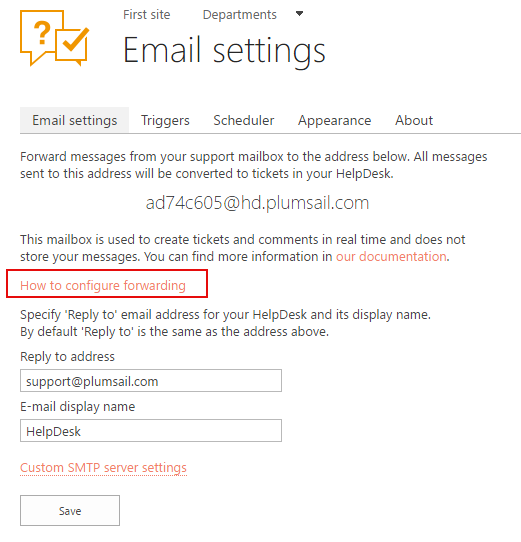 First site Departments
Email settings
Email settings Triggers Scheduler Appearance About
Forward messages from your support mailbox to the address below. All messages
sent to this address will be converted to tickets in your HelpDesk.
ad74c605@hd.plumsail.com
This mailbox is used to create tickets and comments in real time and does not
store your messages. You can find more information in our documentation.
How to configure forwarding
Specify 'Reply to' email address for your HelpDesk and its display name.
By default 'Reply to' is the same as the address above.
Reply to address
support@plumsail.com
E-mail display name
HelpDesk
Custom SMTP server settings
Save